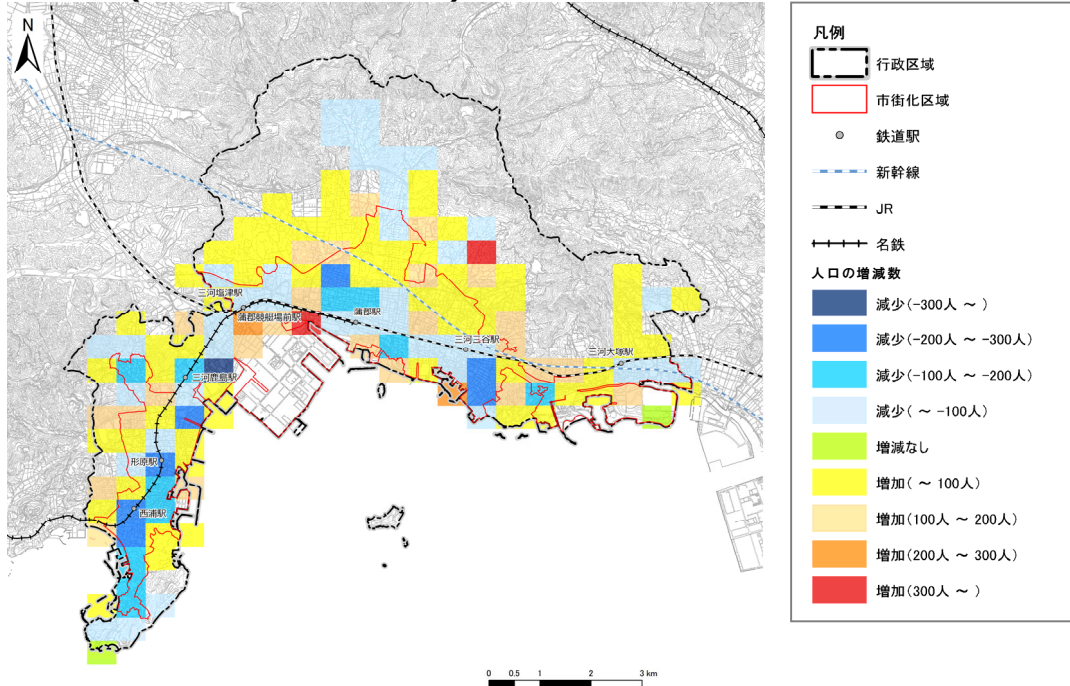 N
三河塩津駅
蒲郡競艇場前駅
蒲郡駅
三河三谷駅
三河大塚駅
三河鹿島駅
形原駅
西浦駅
0 0.5 1 2 3 km
凡例
行政区域
市街化区域
鉄道駅
新幹線
JR
名鉄
人口の増減数
減少(-300人 ～ )
減少(-200人 ～ -300人)
減少(-100人 ～ -200人)
減少( ～ -100人)
増減なし
増加( ～ 100人)
増加(100人 ～ 200人)
増加(200人 ～ 300人)
増加(300人 ～ )